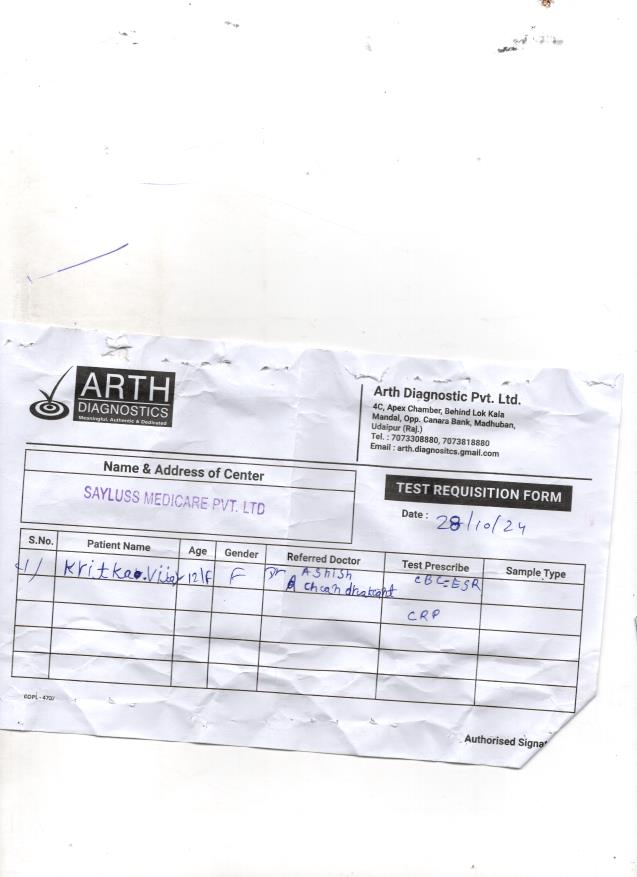 ARTH
DIAGNOSTICS
Meaningful, Authentic & Dedicated
Arth Diagnostic Pvt. Ltd.
4C, Apex Chamber, Behind Lok Kala
Mandal, Opp. Canara Bank, Madhuban,
Udaipur (Raj.)
Tel. : 7073308880, 7073818880
Email : arth.diagnositcs.gmail.com
Name & Address of Center
SAYLUSS MEDICARE PVT. LTD
TEST REQUISITION FORM
Date : 28/10/24
S.No. Patient Name Age Gender Referred Doctor Test Prescribe Sample Type
1/ Kritka 12/F F Dr Ashish CBC-ESR
CRP
Authorised Signat